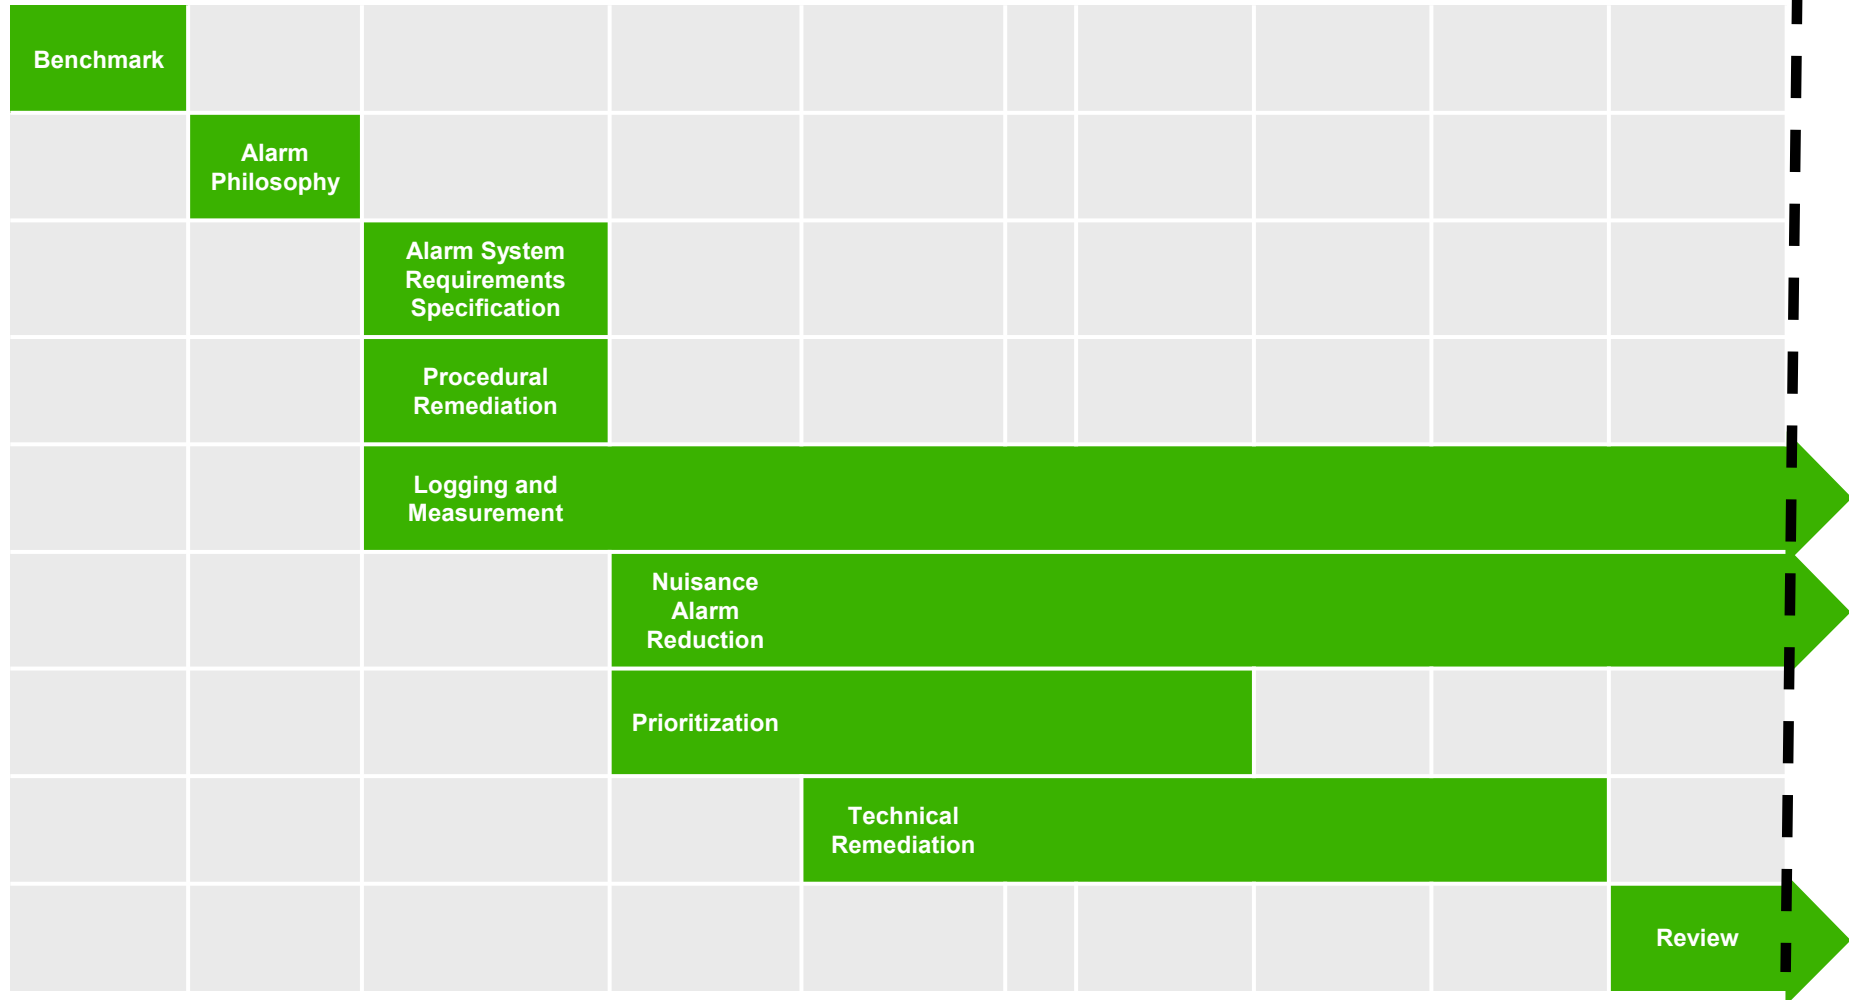 Benchmark
Alarm
Philosophy
Alarm System
Requirements
Specification
Procedural
Remediation
Logging and
Measurement
Nuisance
Alarm
Reduction
Prioritization
Technical
Remediation
Review